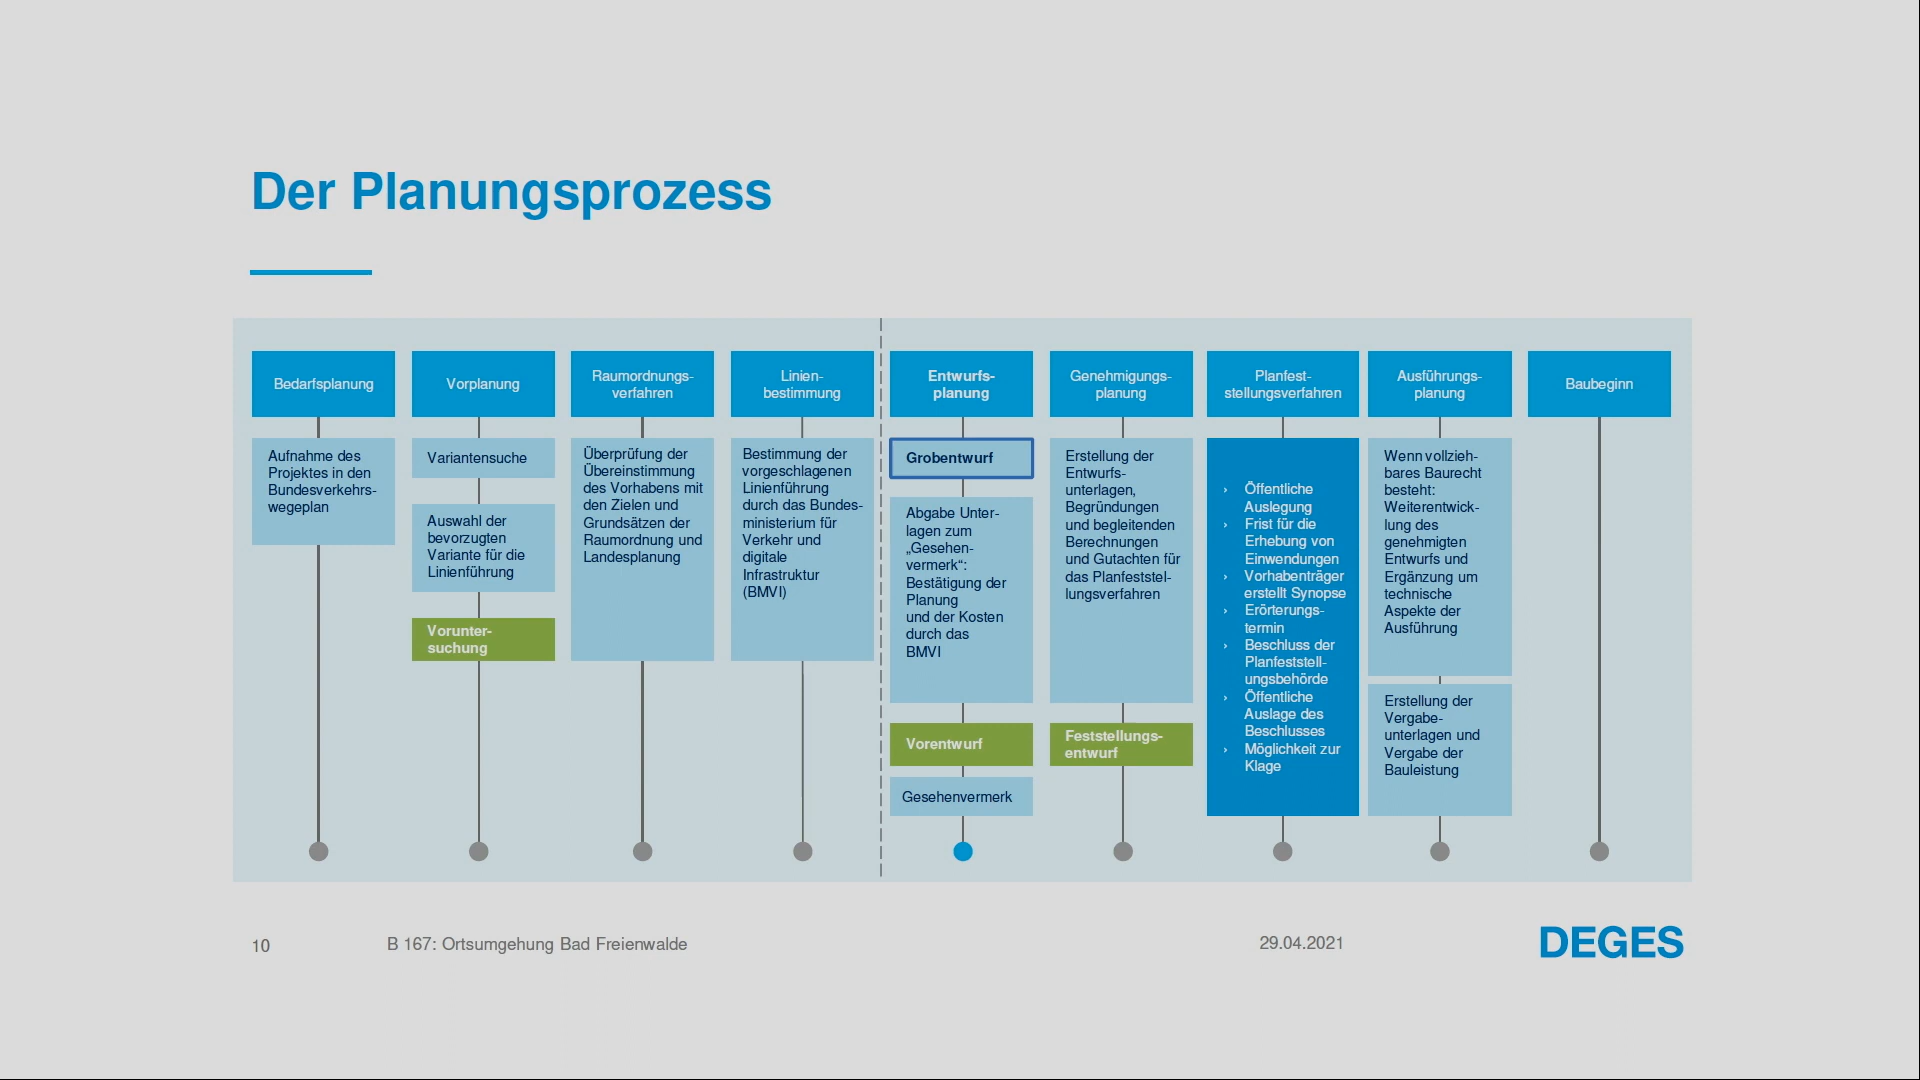 Der Planungsprozess
Bedarfsplanung
Aufnahme des
Projektes in den
Bundesverkehrs-
wegeplan
Vorplanung
Variantensuche
Auswahl der
bevorzugten
Variante für die
Linienführung
Vorunter-
suchung
Raumordnungs-
verfahren
Überprüfung der
Übereinstimmung
des Vorhabens mit
den Zielen und
Grundsätzen der
Raumordnung und
Landesplanung
Linien-
bestimmung
Bestimmung der
vorgeschlagenen
Linienführung
durch das Bundes-
ministerium für
Verkehr und
digitale
Infrastruktur
(BMVI)
Entwurfs-
planung
Grobentwurf
Abgabe Unter-
lagen zum
„Gesehen-
vermerk“:
Bestätigung der
Planung
und der Kosten
durch das
BMVI
Vorentwurf
Gesehenvermerk
Genehmigungs-
planung
Erstellung der
Entwurfs-
unterlagen,
Begründungen
und begleitenden
Berechnungen
und Gutachten für
das Planfeststel-
lungsverfahren
Feststellungs-
entwurf
Planfest-
stellungsverfahren
› Öffentliche
Auslegung
› Frist für die
Erhebung von
Einwendungen
› Vorhabenträger
erstellt Synopse
› Erörterungs-
termin
› Beschluss der
Planfeststell-
ungsbehörde
› Öffentliche
Auslage des
Beschlusses
› Möglichkeit zur
Klage
Ausführungs-
planung
Wenn vollzieh-
bares Baurecht
besteht:
Weiterentwick-
lung des
genehmigten
Entwurfs und
Ergänzung um
technische
Aspekte der
Ausführung
Erstellung der
Vergabe-
unterlagen und
Vergabe der
Bauleistung
Baubeginn
10
B 167: Ortsumgehung Bad Freienwalde
29.04.2021
DEGES